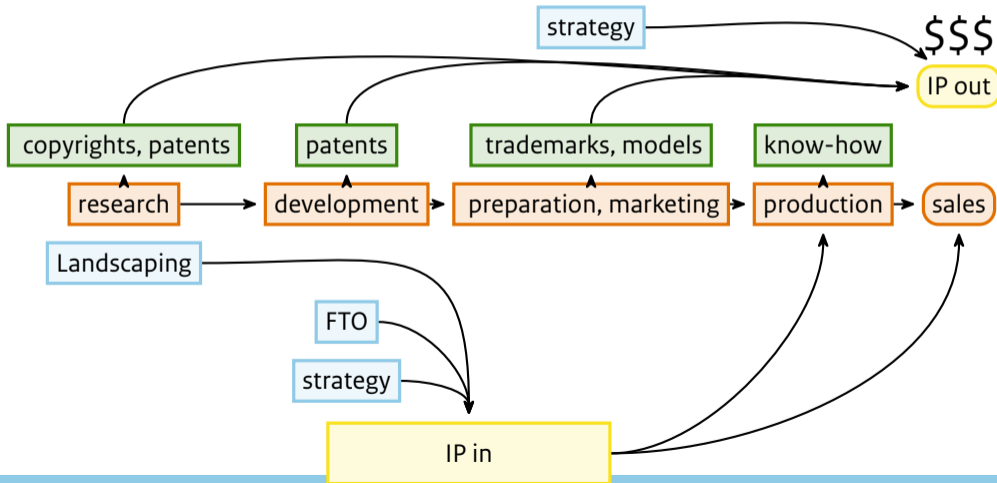 strategy
$$$
IP out
copyrights, patents
patents
trademarks, models
know-how
research
development
preparation, marketing
production
sales
Landscaping
FTO
strategy
IP in